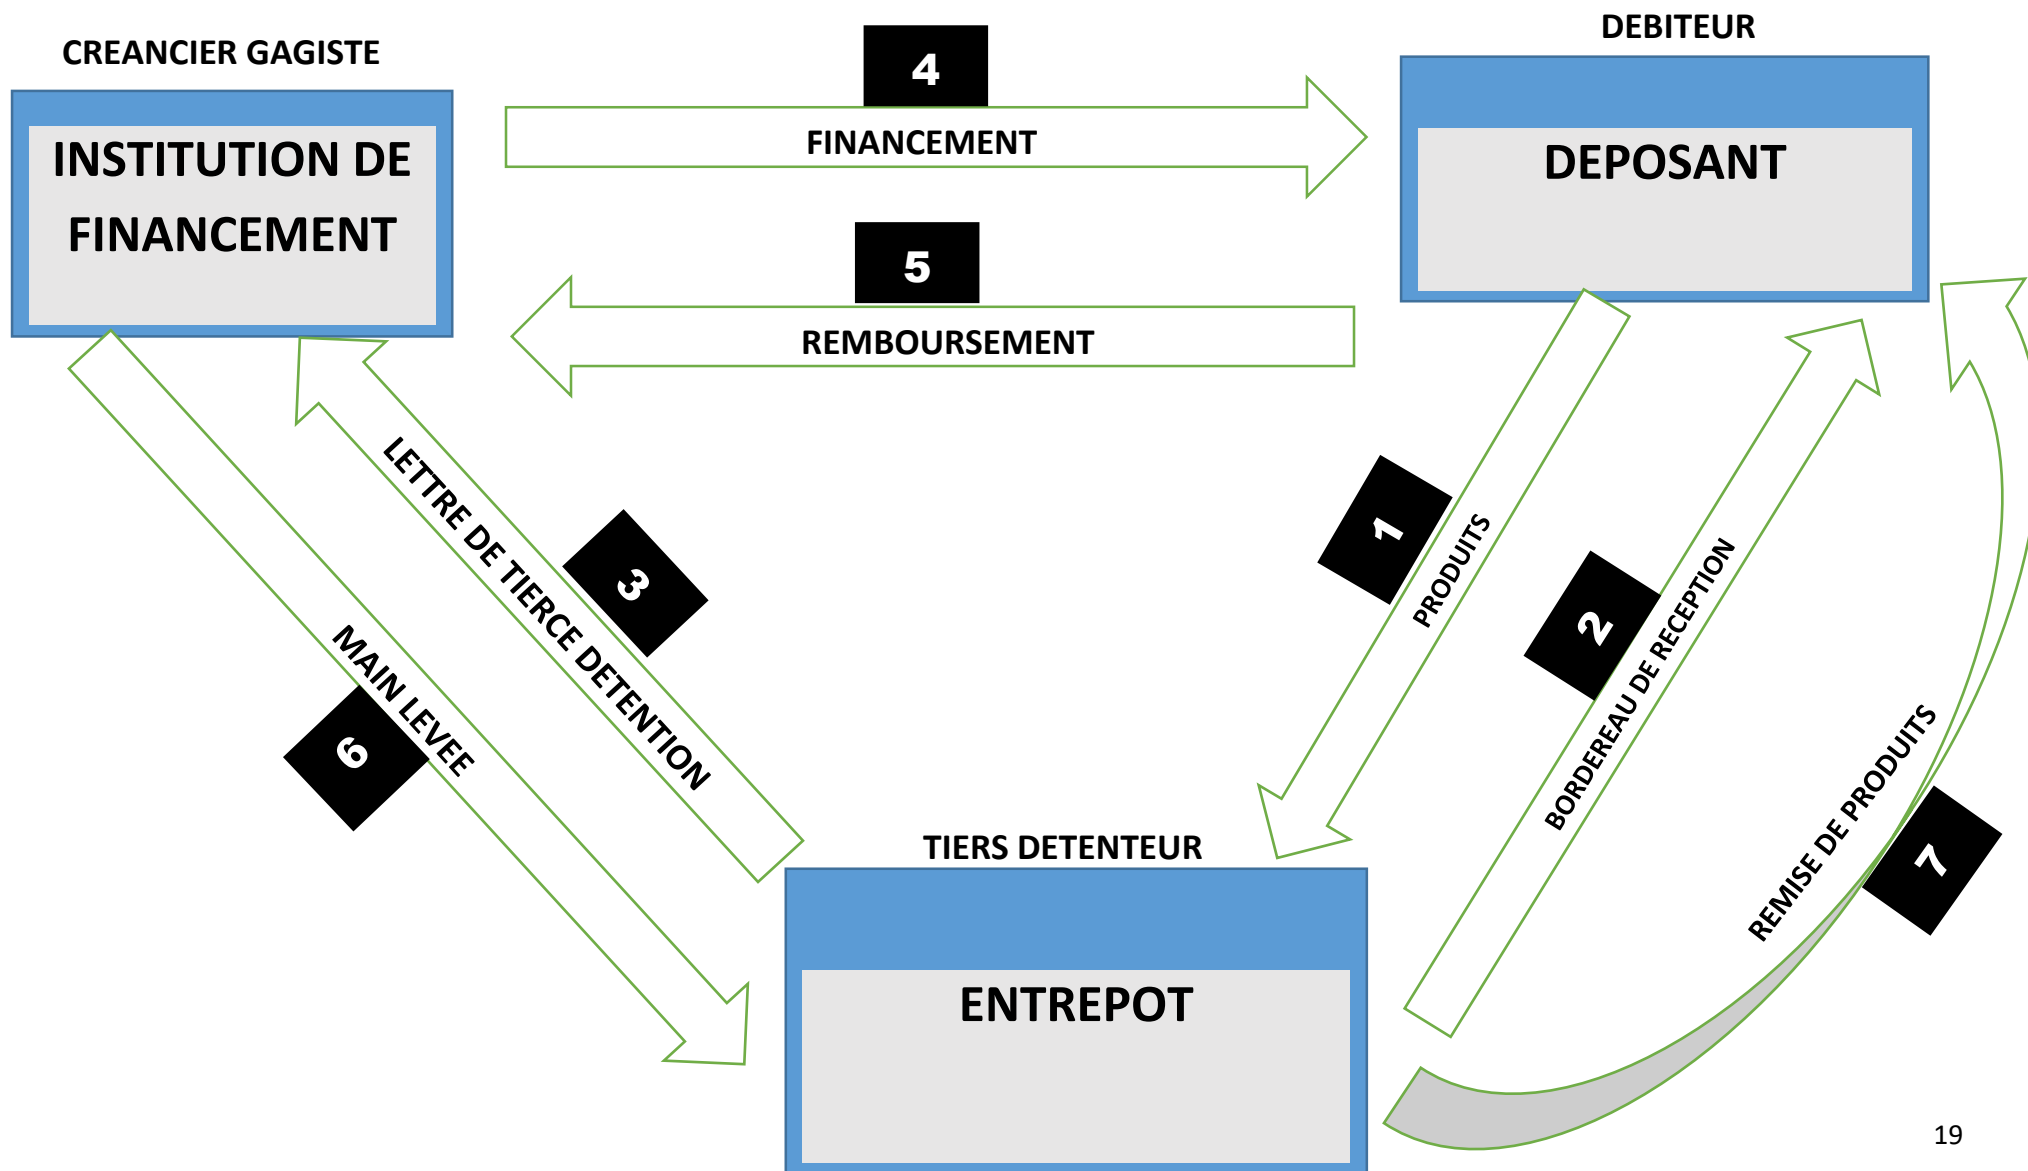 DEBITEUR
CREANCIER GAGISTE
4
INSTITUTION DE
FINANCEMENT
FINANCEMENT
DEPOSANT
5
REMBOURSEMENT
1
PRODUITS
2
BORDEREAU DE RECEPTION
3
LETTRE DE TIERCE DETENTION
6
MAIN LEVEE
REMISE DE PRODUITS
7
TIERS DETENTEUR
ENTREPOT
19